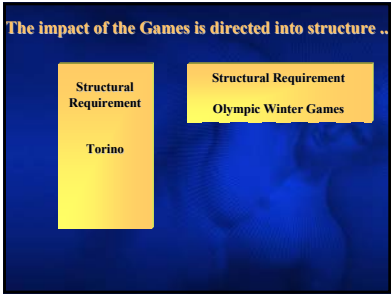 The impact of the Games is directed into structure ..
Structural
Requirement
Torino
Structural Requirement
Olympic Winter Games